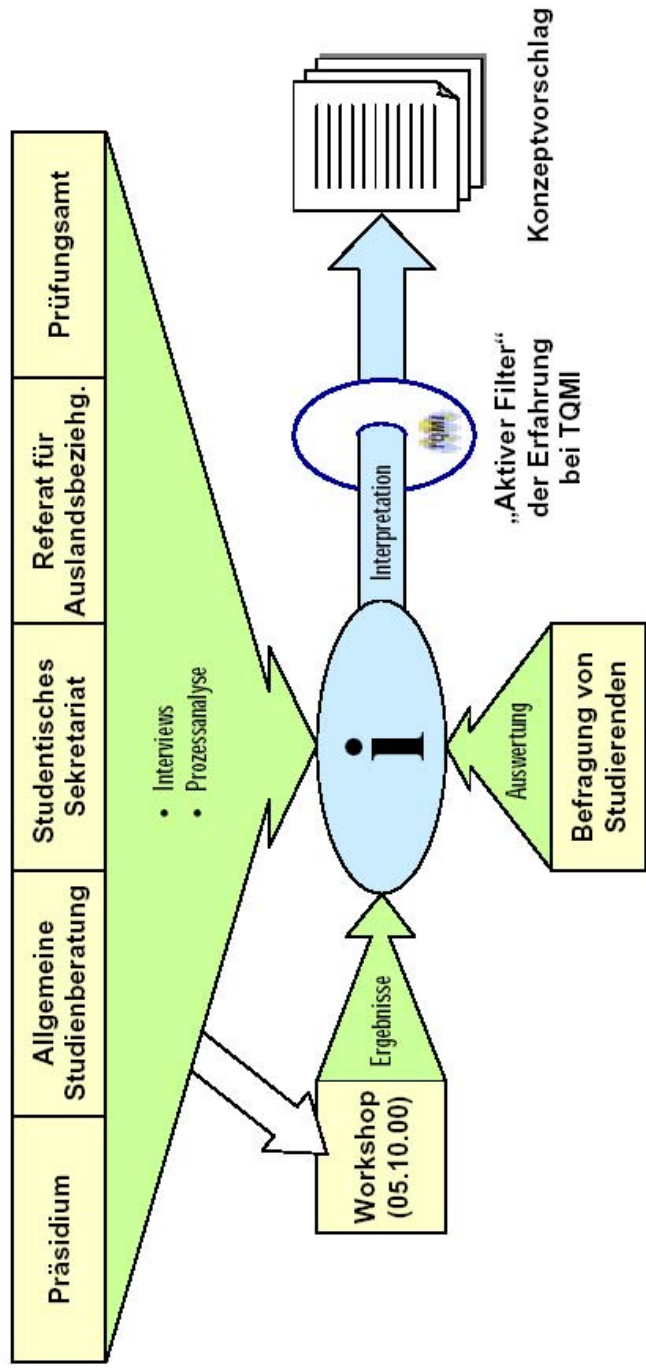 Präsidium
Allgemeine
Studienberatung
Studentisches
Sekretariat
Referat für
Auslandsbeziehg.
Prüfungsamt
• Interviews
• Prozessanalyse
Workshop
(05.10.00)
Ergebnisse
i
Interpretation
TQMI
„Aktiver Filter“
der Erfahrung
bei TQMI
Konzeptvorschlag
Auswertung
Befragung von
Studierenden